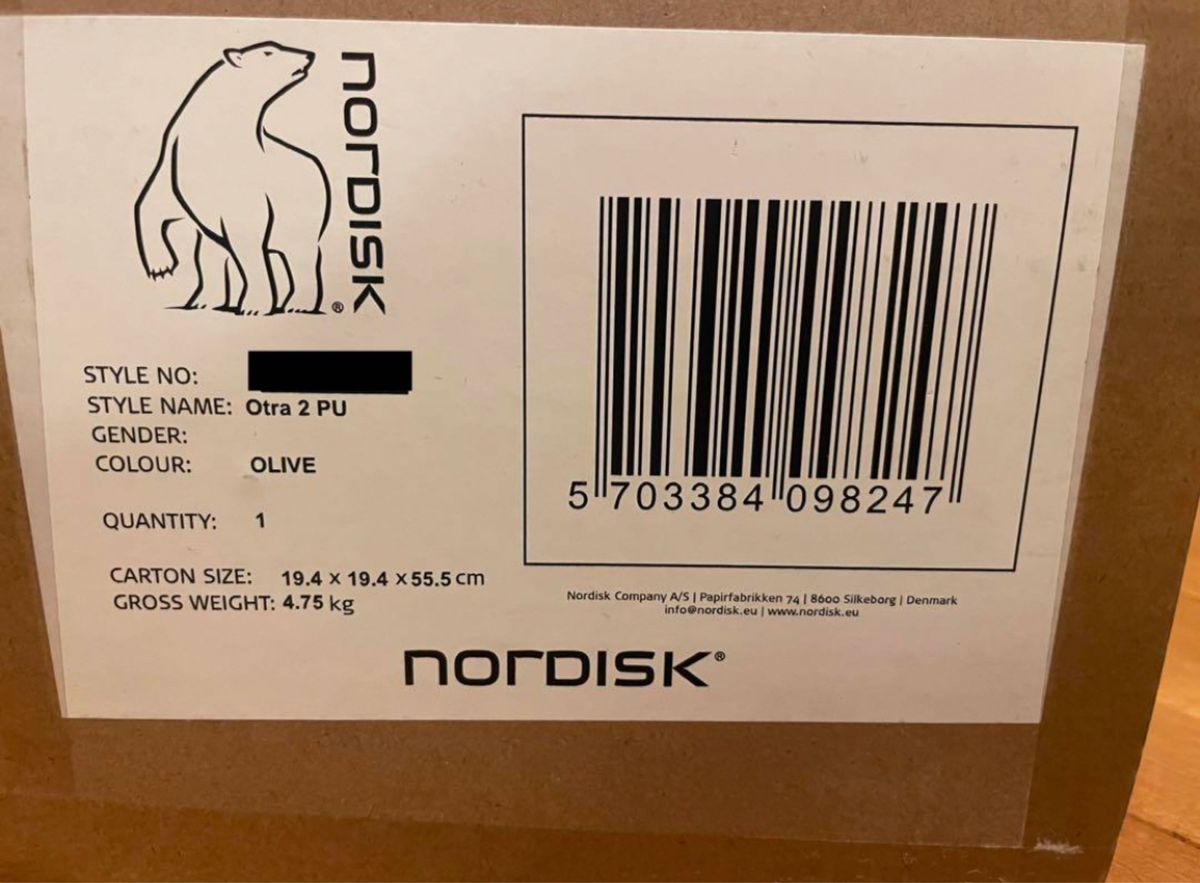 nordisk®
STYLE NO:
STYLE NAME: Otra 2 PU
GENDER:
COLOUR: OLIVE
QUANTITY: 1
CARTON SIZE: 19.4 x 19.4 x 55.5 cm
GROSS WEIGHT: 4.75 kg
5 703384 098247
Nordisk Company A/S | Papirfabrikken 74 | 8600 Silkeborg | Denmark
info@nordisk.eu | www.nordisk.eu
nordisk®